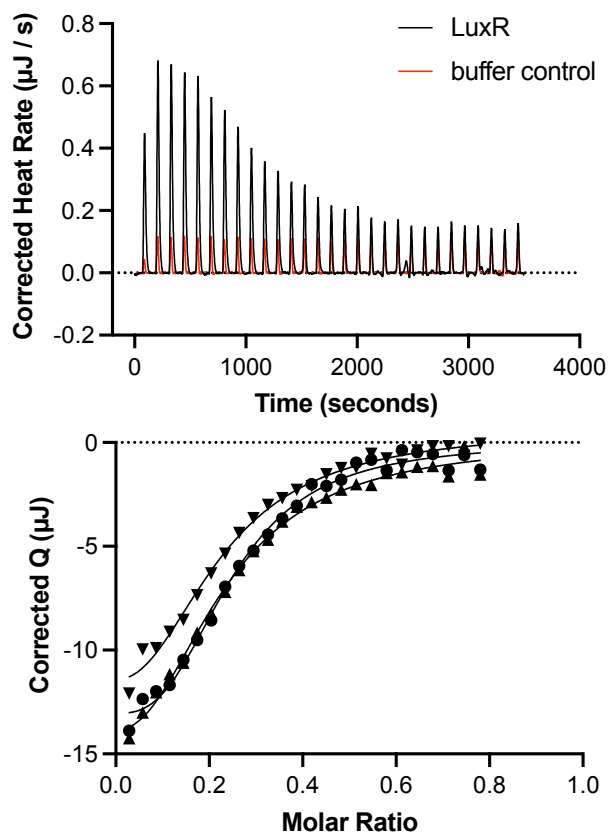 LuxR
buffer control
Corrected Heat Rate (µJ / s)
0.8
0.6
0.4
0.2
0.0
-0.2
0 1000 2000 3000 4000
Time (seconds)
Corrected Q (µJ)
0
-5
-10
-15
0.0 0.2 0.4 0.6 0.8 1.0
Molar Ratio